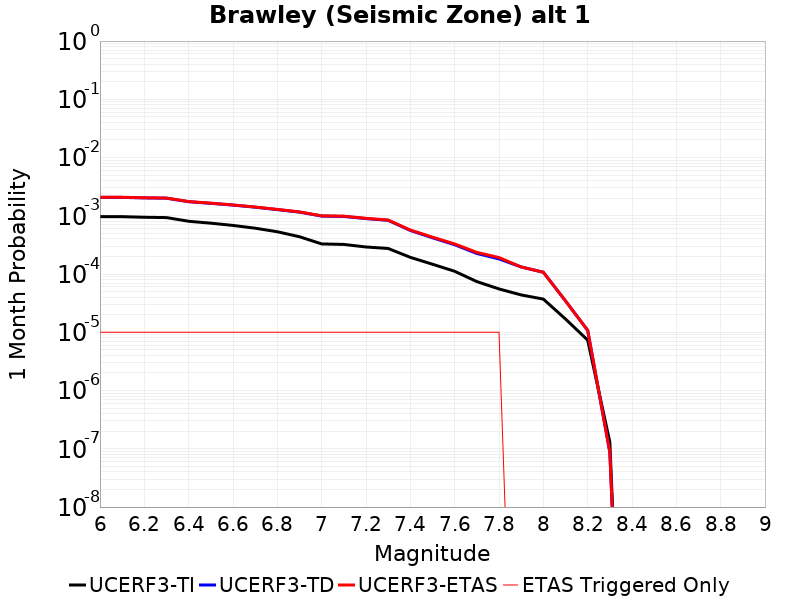 Brawley (Seismic Zone) alt 1
10^0
10^-1
10^-2
10^-3
10^-4
10^-5
10^-6
10^-7
10^-8
1 Month Probability
6 6.2 6.4 6.6 6.8 7 7.2 7.4 7.6 7.8 8 8.2 8.4 8.6 8.8 9
Magnitude
UCERF3-TI UCERF3-TD UCERF3-ETAS ETAS Triggered Only